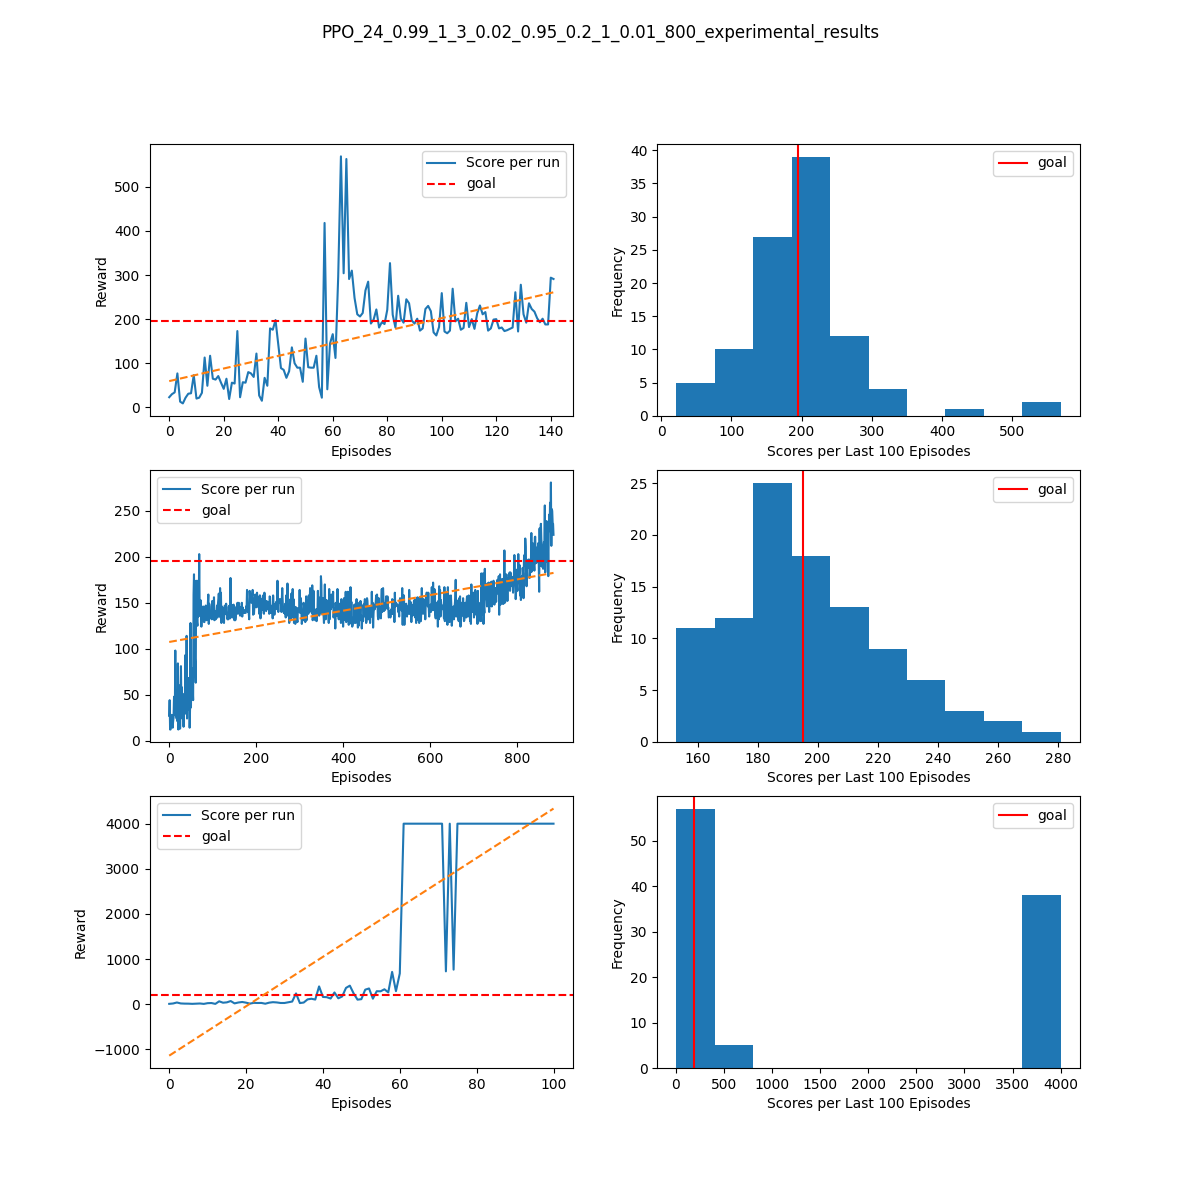 PPO_24_0.99_1_3_0.02_0.95_0.2_1_0.01_800_experimental_results
Score per run
goal
500
400
300
200
100
0
Reward
0 20 40 60 80 100 120 140
Episodes
goal
40
35
30
25
20
15
10
5
0
Frequency
0 100 200 300 400 500
Scores per Last 100 Episodes
Score per run
goal
250
200
150
100
50
0
Reward
0 200 400 600 800
Episodes
goal
25
20
15
10
5
0
Frequency
160 180 200 220 240 260 280
Scores per Last 100 Episodes
Score per run
goal
4000
3000
2000
1000
0
−1000
Reward
0 20 40 60 80 100
Episodes
goal
50
40
30
20
10
0
Frequency
0 500 1000 1500 2000 2500 3000 3500 4000
Scores per Last 100 Episodes